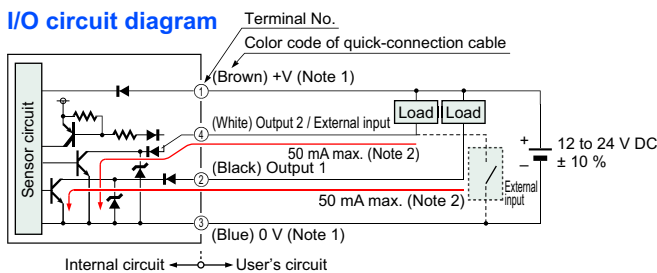 I/O circuit diagram
Terminal No.
Color code of quick-connection cable
(Brown) +V (Note 1)
1
Sensor circuit
(White) Output 2 / External input
4
Load
Load
50 mA max. (Note 2)
+
12 to 24 V DC
–
± 10 %
(Black) Output 1
2
External
input
50 mA max. (Note 2)
3
(Blue) 0 V (Note 1)
Internal circuit
User's circuit